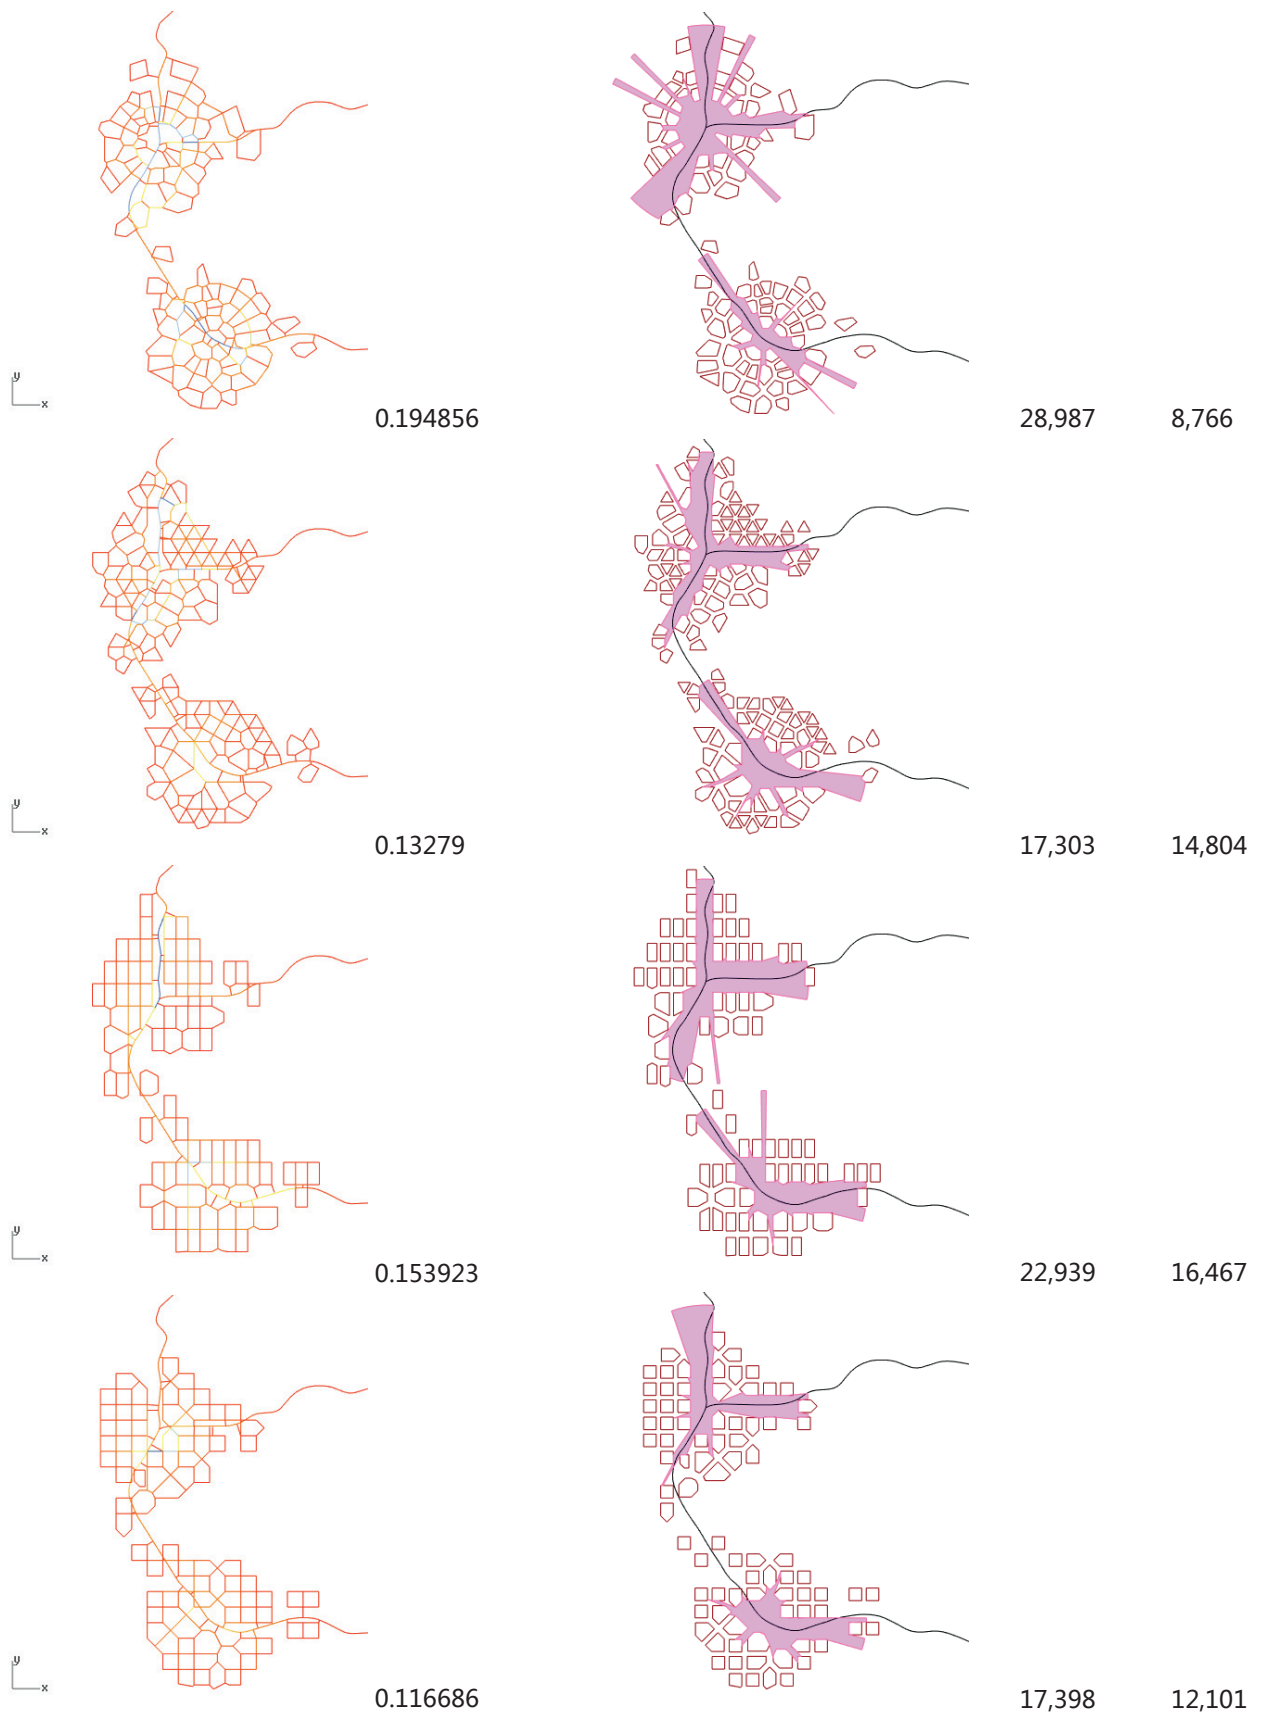 y
x
0.194856 28,987 8,766
y
x
0.13279 17,303 14,804
y
x
0.153923 22,939 16,467
y
x
0.116686 17,398 12,101